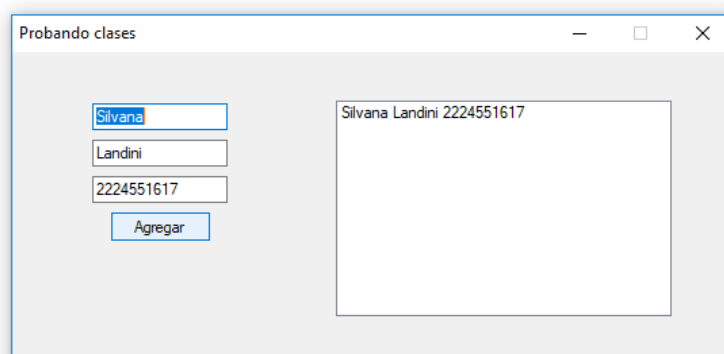 Probando clases
Silvana
Landini
2224551617
Agregar
Silvana Landini 2224551617